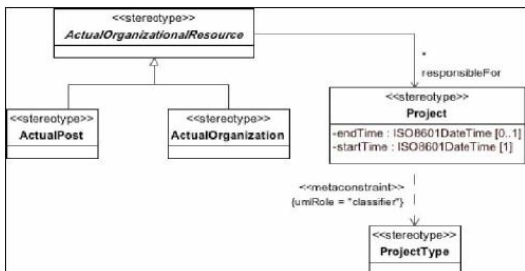 <<stereotype>>
ActualOrganizationalResource
*
responsibleFor
<<stereotype>>
ActualPost
<<stereotype>>
ActualOrganization
<<stereotype>>
Project
-endTime : ISO8601DateTime [0..1]
-startTime : ISO8601DateTime [1]
<<metaconstraint>>
{umlRole = "classifier"}
<<stereotype>>
ProjectType